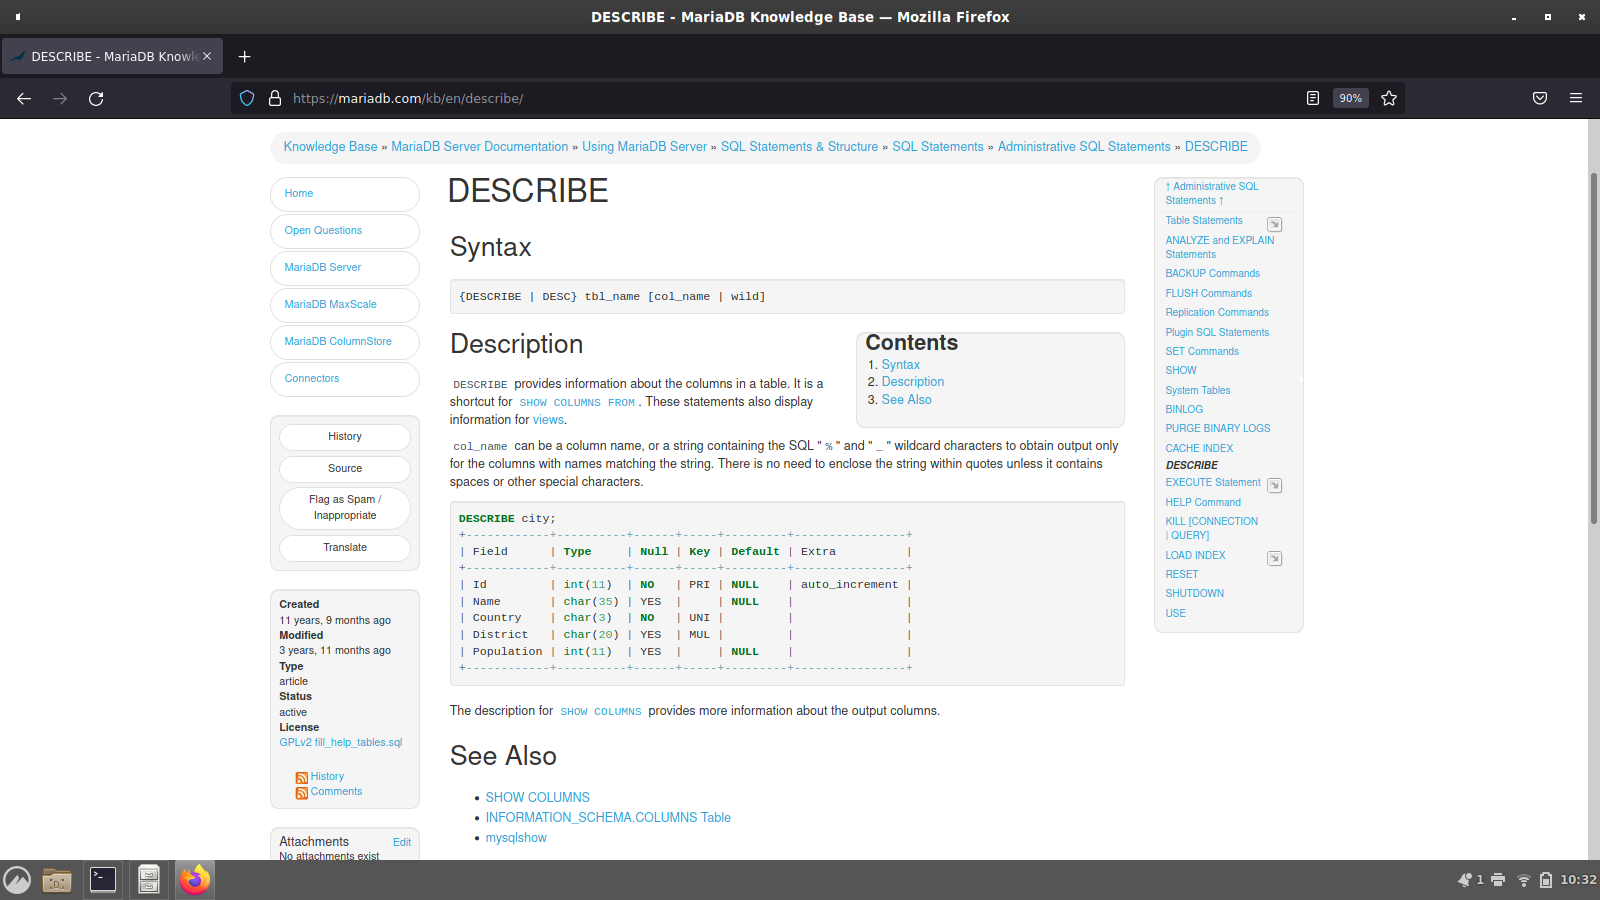 DESCRIBE - MariaDB Knowledge Base — Mozilla Firefox
DESCRIBE - MariaDB Knowle
https://mariadb.com/kb/en/describe/
90%
Knowledge Base » MariaDB Server Documentation » Using MariaDB Server » SQL Statements & Structure » SQL Statements » Administrative SQL Statements » DESCRIBE
Home
Open Questions
MariaDB Server
MariaDB MaxScale
MariaDB ColumnStore
Connectors
History
Source
Flag as Spam /
Inappropriate
Translate
Created
11 years, 9 months ago
Modified
3 years, 11 months ago
Type
article
Status
active
License
GPLv2 fill_help_tables.sql
History
Comments
Attachments Edit
No attachments exist
DESCRIBE
Syntax
{DESCRIBE | DESC} tbl_name [col_name | wild]
Description
DESCRIBE provides information about the columns in a table. It is a
shortcut for SHOW COLUMNS FROM. These statements also display
information for views.
Contents
1. Syntax
2. Description
3. See Also
col_name can be a column name, or a string containing the SQL "%" and "_" wildcard characters to obtain output only
for the columns with names matching the string. There is no need to enclose the string within quotes unless it contains
spaces or other special characters.
DESCRIBE city;
+------------+----------+------+-----+---------+----------------+
| Field      | Type     | Null | Key | Default | Extra          |
+------------+----------+------+-----+---------+----------------+
| Id         | int(11)  | NO   | PRI | NULL    | auto_increment |
| Name       | char(35) | YES  |     | NULL    |                |
| Country    | char(3)  | NO   | UNI |         |                |
| District   | char(20) | YES  | MUL |         |                |
| Population | int(11)  | YES  |     | NULL    |                |
+------------+----------+------+-----+---------+----------------+
The description for SHOW COLUMNS provides more information about the output columns.
See Also
• SHOW COLUMNS
• INFORMATION_SCHEMA.COLUMNS Table
• mysqlshow
↑ Administrative SQL
Statements ↑
Table Statements
ANALYZE and EXPLAIN
Statements
BACKUP Commands
FLUSH Commands
Replication Commands
Plugin SQL Statements
SET Commands
SHOW
System Tables
BINLOG
PURGE BINARY LOGS
CACHE INDEX
DESCRIBE
EXECUTE Statement
HELP Command
KILL [CONNECTION
| QUERY]
LOAD INDEX
RESET
SHUTDOWN
USE
1
10:32